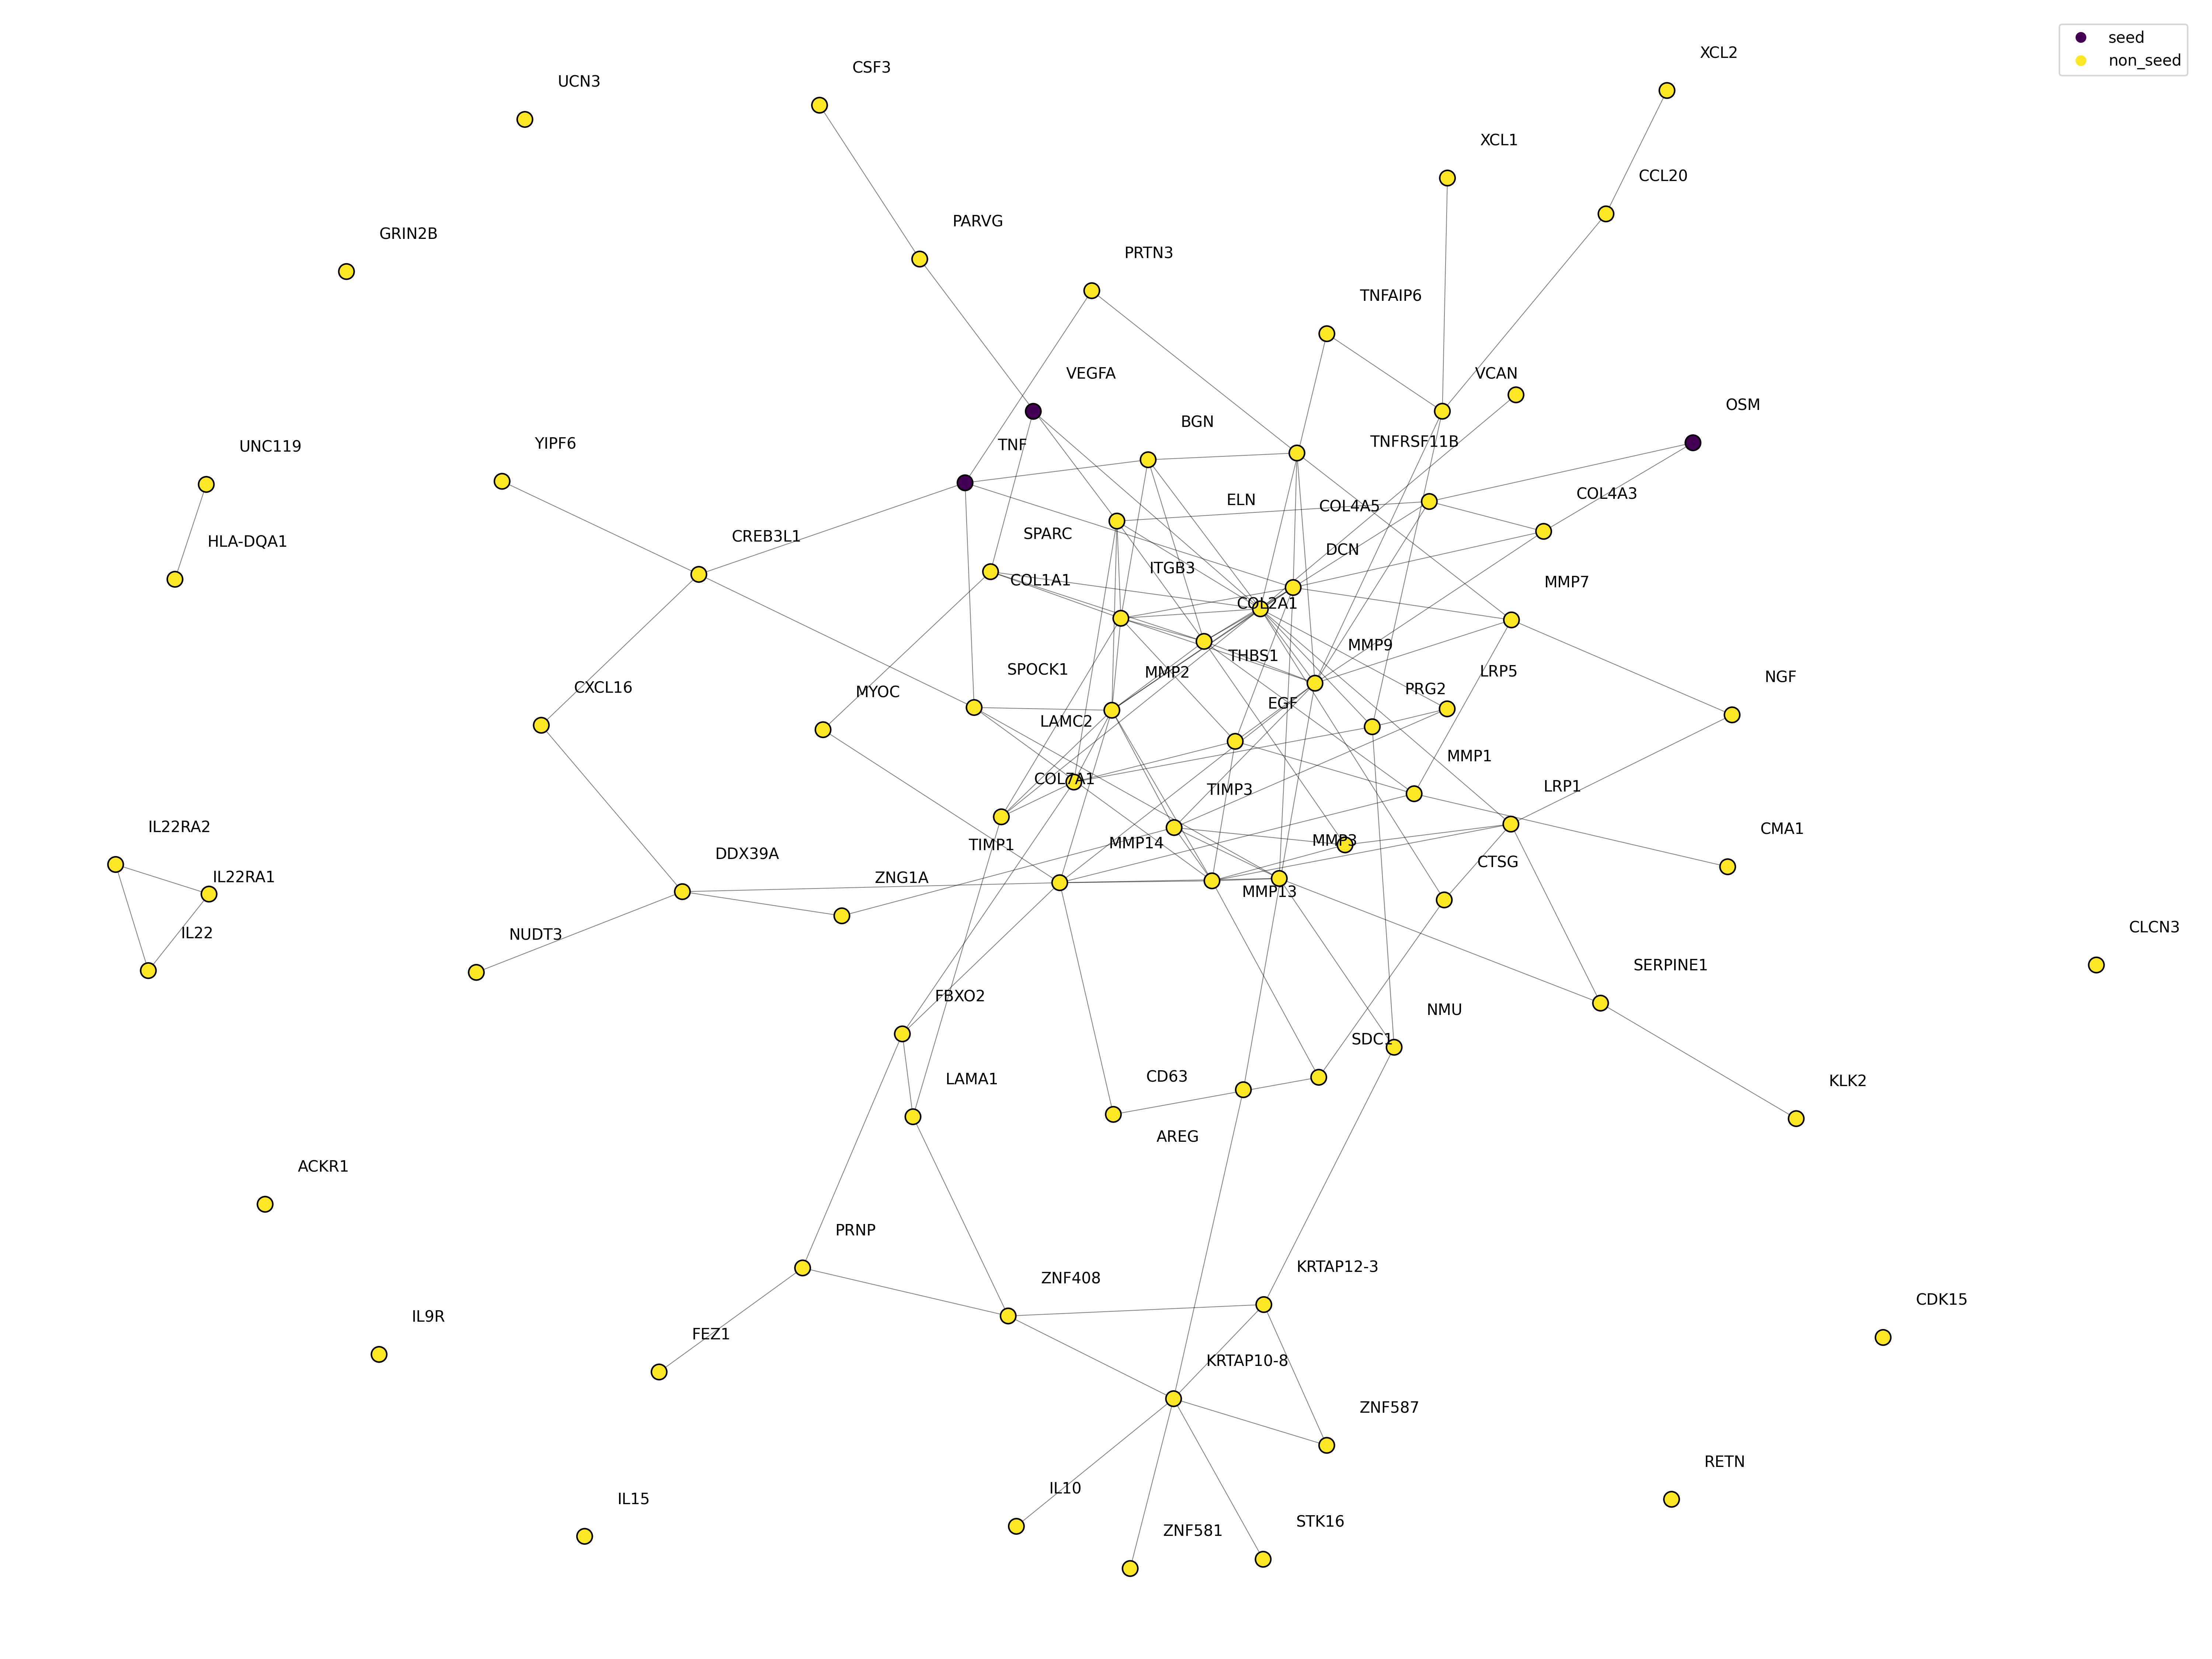 seed
non_seed
XCL2
CSF3
UCN3
XCL1
CCL20
PARVG
GRIN2B
PRTN3
TNFAIP6
VEGFA
VCAN
OSM
BGN
TNFRSF11B
YIPF6
TNF
UNC119
COL4A3
ELN
COL4A5
CREB3L1
SPARC
HLA-DQA1
DCN
ITGB3
COL1A1
MMP7
COL2A1
MMP9
THBS1
SPOCK1
MMP2
LRP5
NGF
CXCL16
MYOC
PRG2
EGF
LAMC2
MMP1
COL7A1
TIMP3
LRP1
IL22RA2
CMA1
MMP3
TIMP1
MMP14
DDX39A
CTSG
IL22RA1
ZNG1A
MMP13
CLCN3
IL22
NUDT3
SERPINE1
FBXO2
NMU
SDC1
CD63
LAMA1
KLK2
AREG
ACKR1
PRNP
KRTAP12-3
ZNF408
CDK15
IL9R
FEZ1
KRTAP10-8
ZNF587
RETN
IL10
IL15
STK16
ZNF581